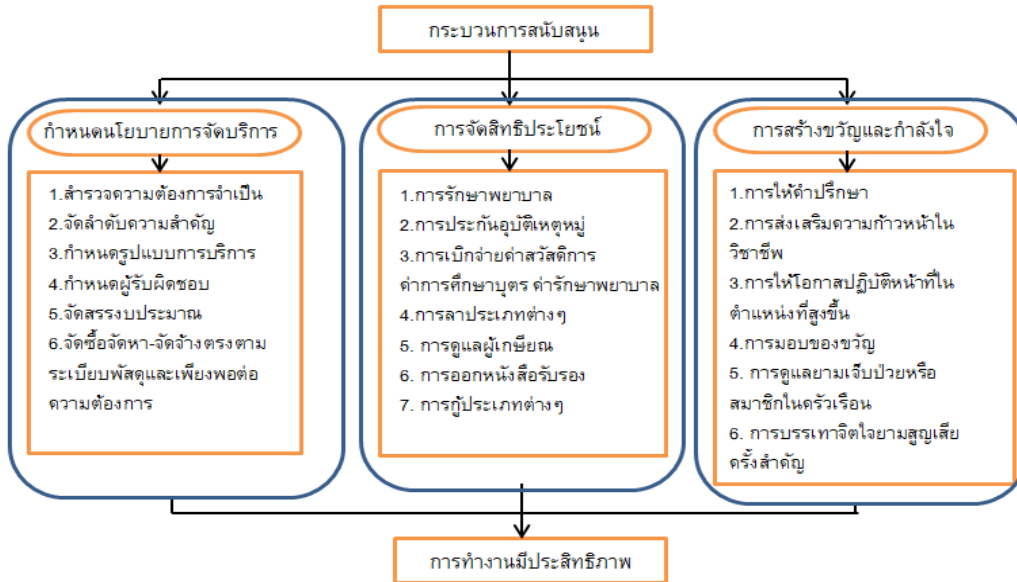 กระบวนการสนับสนุน
กำหนดนโยบายการจัดบริการ
1.สำรวจความต้องการจำเป็น
2.จัดลำดับความสำคัญ
3.กำหนดรูปแบบการบริการ
4.กำหนดผู้รับผิดชอบ
5.จัดสรรงบประมาณ
6.จัดซื้อจัดหา-จัดจ้างตรงตาม
ระเบียบพัสดุและเพียงพอต่อ
ความต้องการ
การจัดสิทธิประโยชน์
1.การรักษาพยาบาล
2.การประกันอุบัติเหตุหมู่
3.การเบิกจ่ายค่าสวัสดิการ
ค่าการศึกษาบุตร ค่ารักษาพยาบาล
4.การลาประเภทต่างๆ
5. การดูแลผู้เกษียณ
6. การออกหนังสือรับรอง
7. การกู้ประเภทต่างๆ
การสร้างขวัญและกำลังใจ
1.การให้คำปรึกษา
2.การส่งเสริมความก้าวหน้าใน
วิชาชีพ
3.การให้โอกาสปฏิบัติหน้าที่ใน
ตำแหน่งที่สูงขึ้น
4.การมอบของขวัญ
5. การดูแลยามเจ็บป่วยหรือ
สมาชิกในครัวเรือน
6. การบรรเทาจิตใจยามสูญเสีย
ครั้งสำคัญ
การทำงานมีประสิทธิภาพ